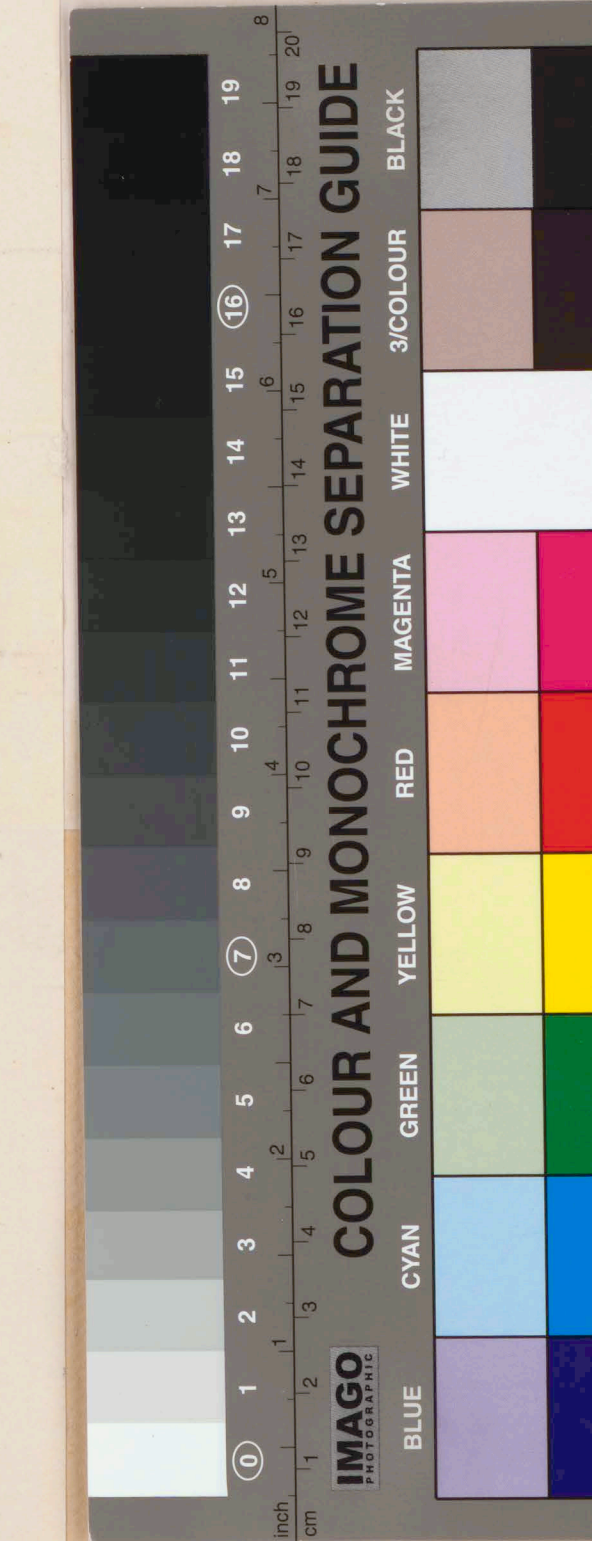 0 1 2 3 4 5 6 7 8 9 10 11 12 13 14 15 16 17 18 19
inch 1 2 3 4 5 6 7 8
cm 1 2 3 4 5 6 7 8 9 10 11 12 13 14 15 16 17 18 19 20
IMAGO
PHOTOGRAPHIC
COLOUR AND MONOCHROME SEPARATION GUIDE
BLUE CYAN GREEN YELLOW RED MAGENTA WHITE 3/COLOUR BLACK